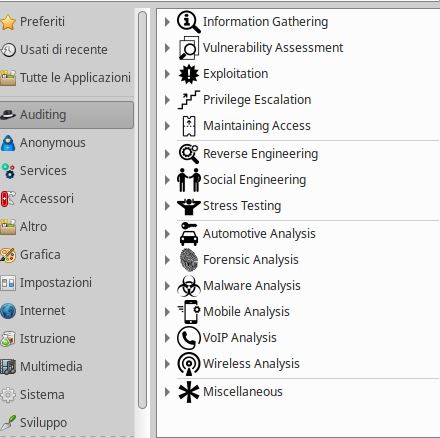 Preferiti
Usati di recente
Tutte le Applicazioni
Auditing
Anonymous
Services
Accessori
Altro
Grafica
Impostazioni
Internet
Istruzione
Multimedia
Sistema
Sviluppo
Information Gathering
Vulnerability Assessment
Exploitation
Privilege Escalation
Maintaining Access
Reverse Engineering
Social Engineering
Stress Testing
Automotive Analysis
Forensic Analysis
Malware Analysis
Mobile Analysis
VoIP Analysis
Wireless Analysis
Miscellaneous